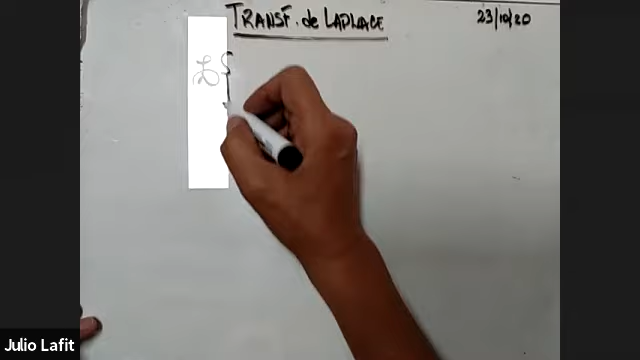 TRANSF. de LAPLACE
23/10/20
ℒ{
Julio Lafit